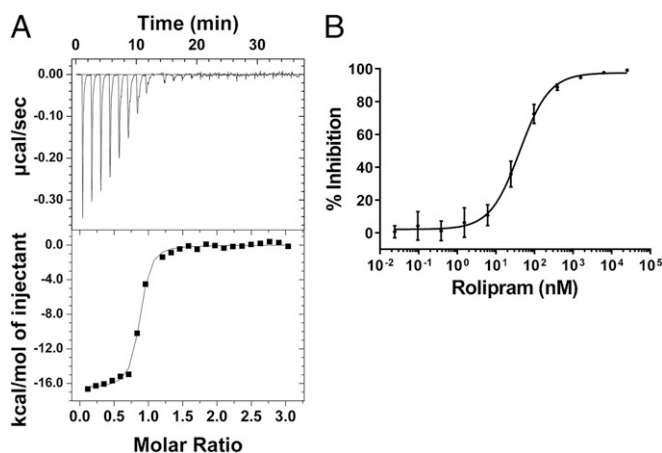 A
Time (min)
0 10 20 30
0.00
-0.10
-0.20
-0.30
µcal/sec
0.0
-4.0
-8.0
-12.0
-16.0
kcal/mol of injectant
0.0 0.5 1.0 1.5 2.0 2.5 3.0
Molar Ratio
B
100
80
60
40
20
0
% Inhibition
10-2 10-1 100 101 102 103 104 105
Rolipram (nM)